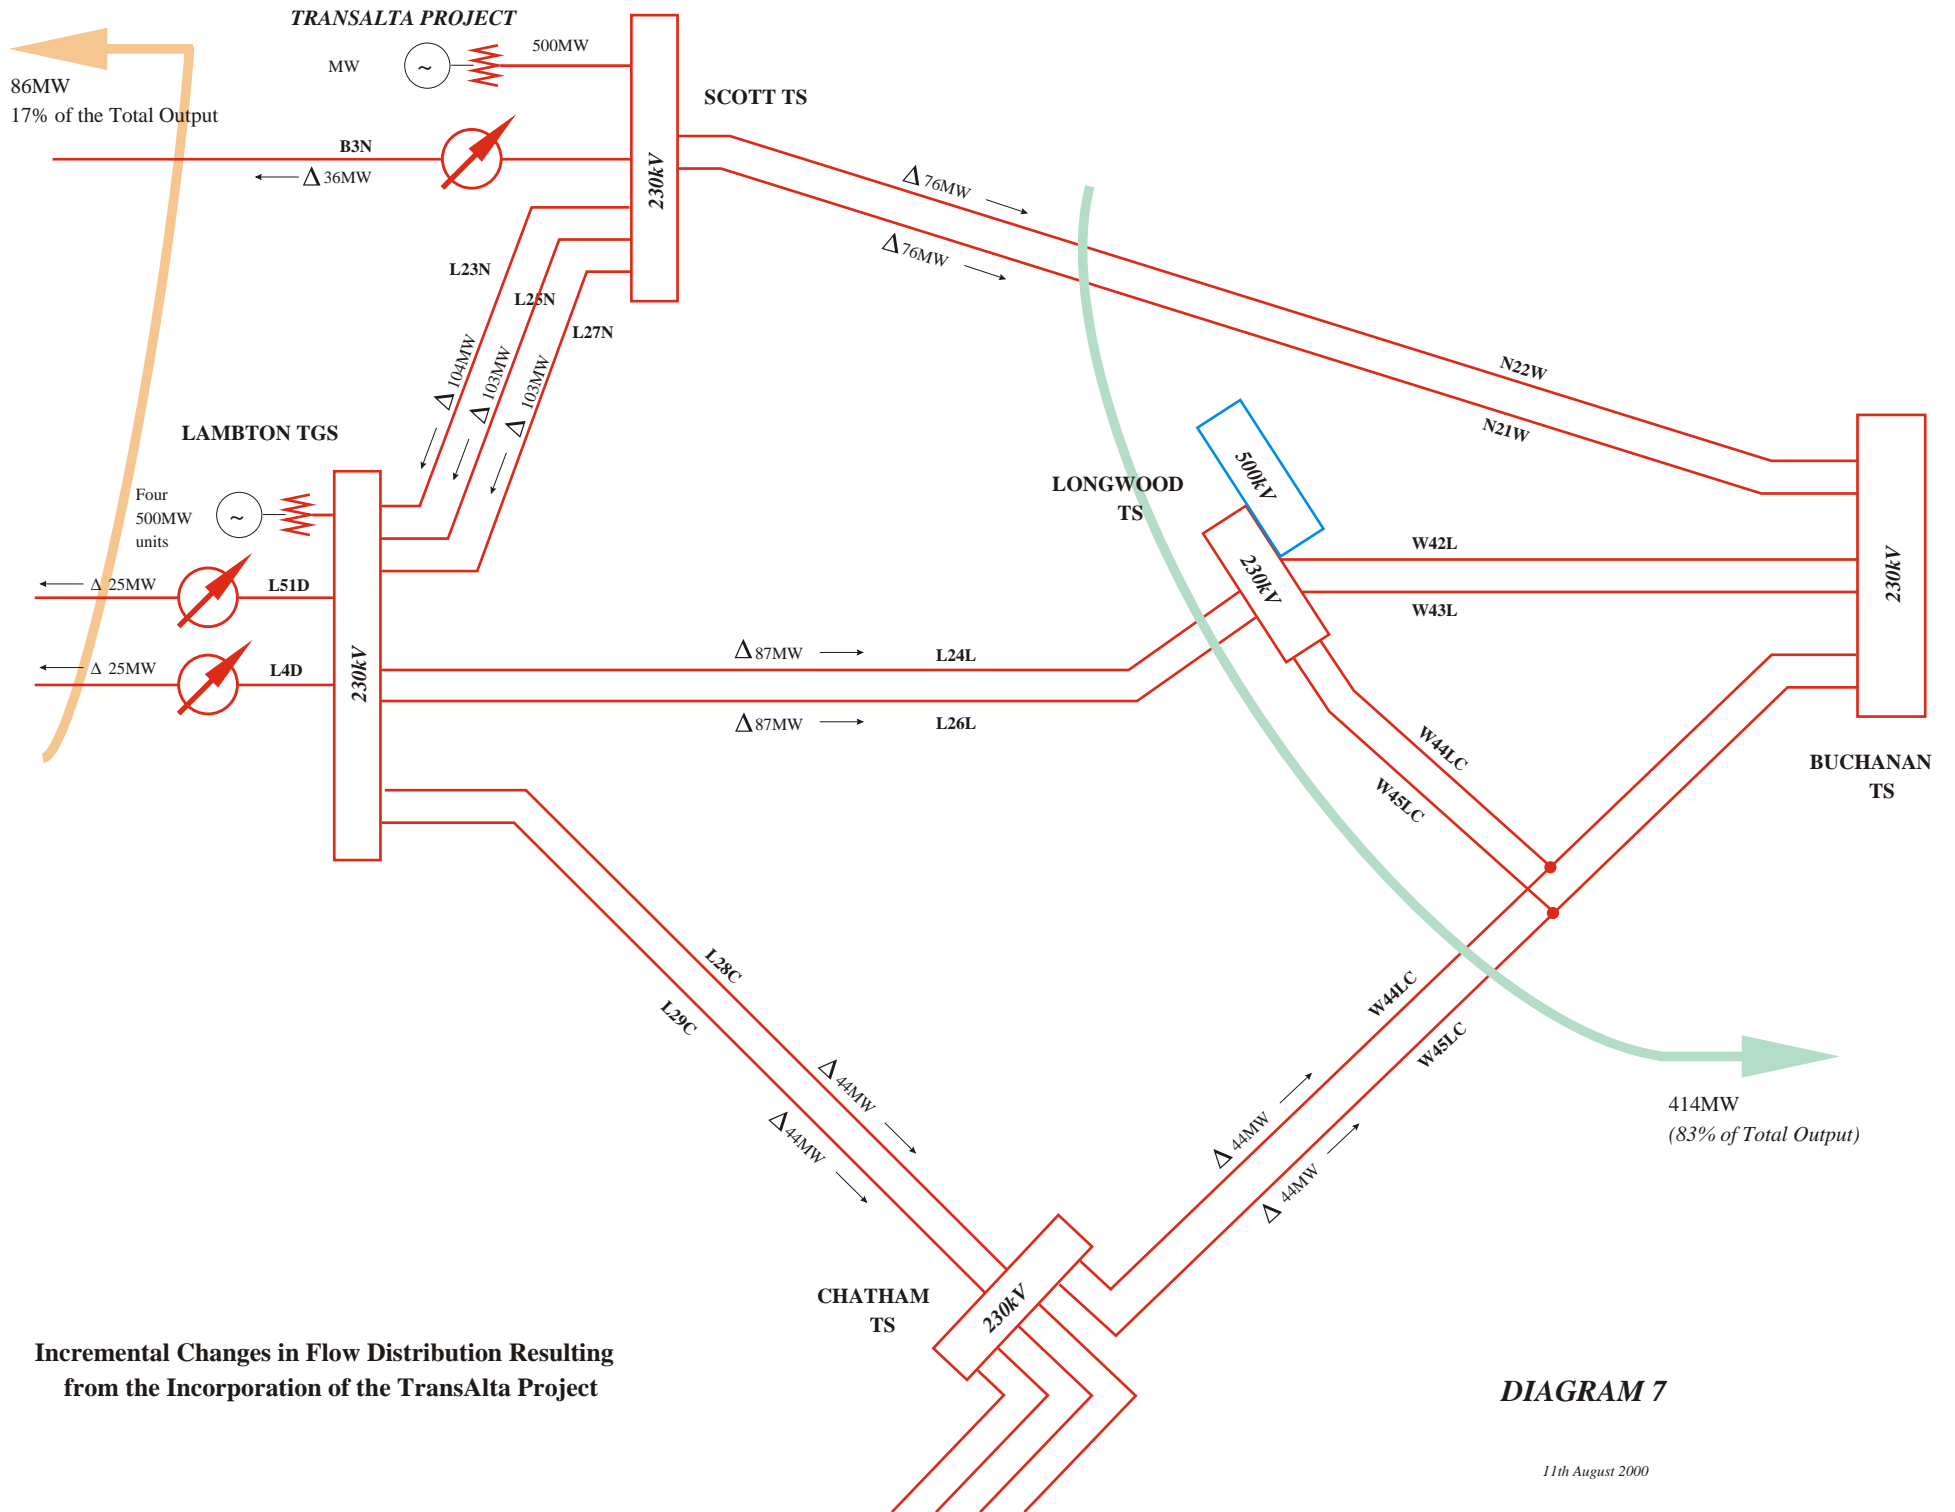 TRANSALTA PROJECT
500MW
MW
~
86MW
17% of the Total Output
SCOTT TS
B3N
Δ 36MW
230kV
Δ 76MW
Δ 76MW
L23N
L25N
L27N
Δ 104MW
Δ 103MW
Δ 103MW
N22W
N21W
LAMBTON TGS
Four
500MW
units
~
LONGWOOD
TS
500kV
230kV
W42L
W43L
230kV
Δ 25MW
L51D
Δ 25MW
L4D
230kV
Δ 87MW
L24L
Δ 87MW
L26L
W44LC
W45LC
BUCHANAN
TS
L28C
L29C
W44LC
W45LC
Δ 44MW
Δ 44MW
Δ 44MW
Δ 44MW
414MW
(83% of Total Output)
CHATHAM
TS
230kV
Incremental Changes in Flow Distribution Resulting
from the Incorporation of the TransAlta Project
DIAGRAM 7
11th August 2000